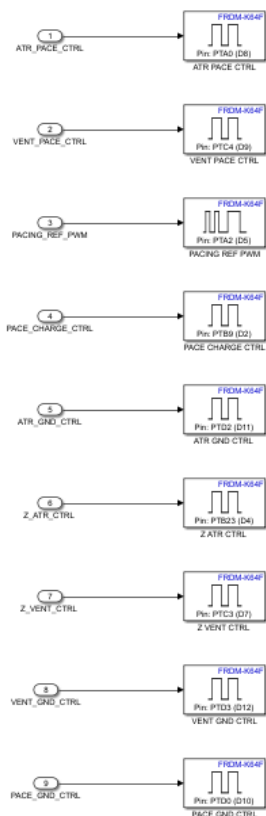 FRDM-K64F
1
Pin: PTA0 (D8)
ATR_PACE_CTRL
ATR PACE CTRL
FRDM-K64F
2
Pin: PTC4 (D9)
VENT_PACE_CTRL
VENT PACE CTRL
FRDM-K64F
3
Pin: PTA2 (D5)
PACING_REF_PWM
PACING REF PWM
FRDM-K64F
4
Pin: PTB9 (D2)
PACE_CHARGE_CTRL
PACE CHARGE CTRL
FRDM-K64F
5
Pin: PTD2 (D11)
ATR_GND_CTRL
ATR GND CTRL
FRDM-K64F
6
Pin: PTB23 (D4)
Z_ATR_CTRL
Z ATR CTRL
FRDM-K64F
7
Pin: PTC3 (D7)
Z_VENT_CTRL
Z VENT CTRL
FRDM-K64F
8
Pin: PTD3 (D12)
VENT_GND_CTRL
VENT GND CTRL
FRDM-K64F
9
Pin: PTD0 (D10)
PACE_GND_CTRL
PACE GND CTRL